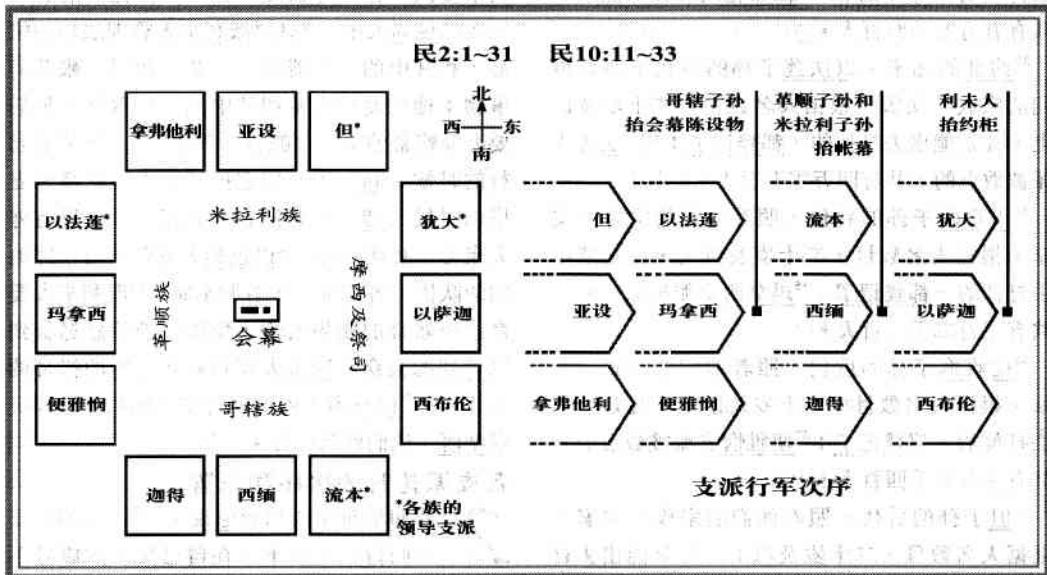 民2:1~31 民10:11~33
北
西 东
南
哥辖子孙
抬会幕陈设物
革顺子孙和
米拉利子孙
抬帐幕
利未人
抬约柜
拿弗他利 亚设 但*
以法莲*
玛拿西
便雅悯
米拉利族
革顺族
会幕
摩西及祭司
哥辖族
犹大*
以萨迦
西布伦
迦得 西缅 流本*
*各族的
领导支派
但 以法莲 流本 犹大
亚设 玛拿西 西缅 以萨迦
拿弗他利 便雅悯 迦得 西布伦
支派行军次序